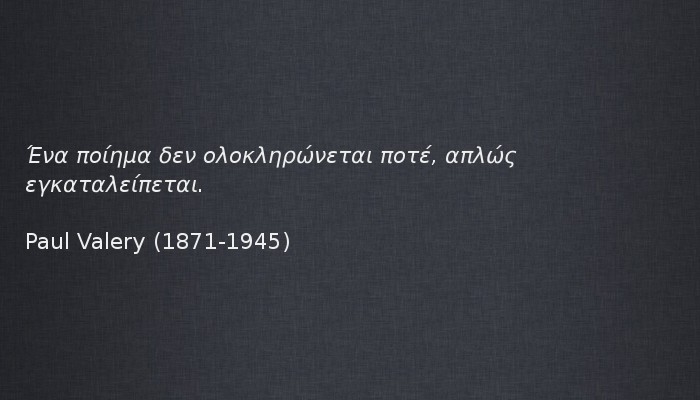 Ένα ποίημα δεν ολοκληρώνεται ποτέ, απλώς
εγκαταλείπεται.
Paul Valery (1871-1945)